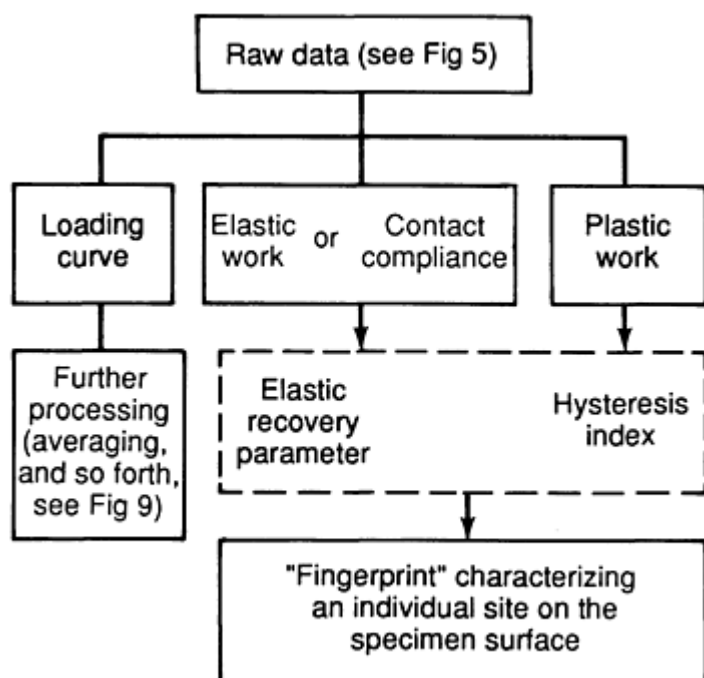 Raw data (see Fig 5)
Loading
curve
Elastic
work
or
Contact
compliance
Plastic
work
Further
processing
(averaging,
and so forth,
see Fig 9)
Elastic
recovery
parameter
Hysteresis
index
"Fingerprint" characterizing
an individual site on the
specimen surface